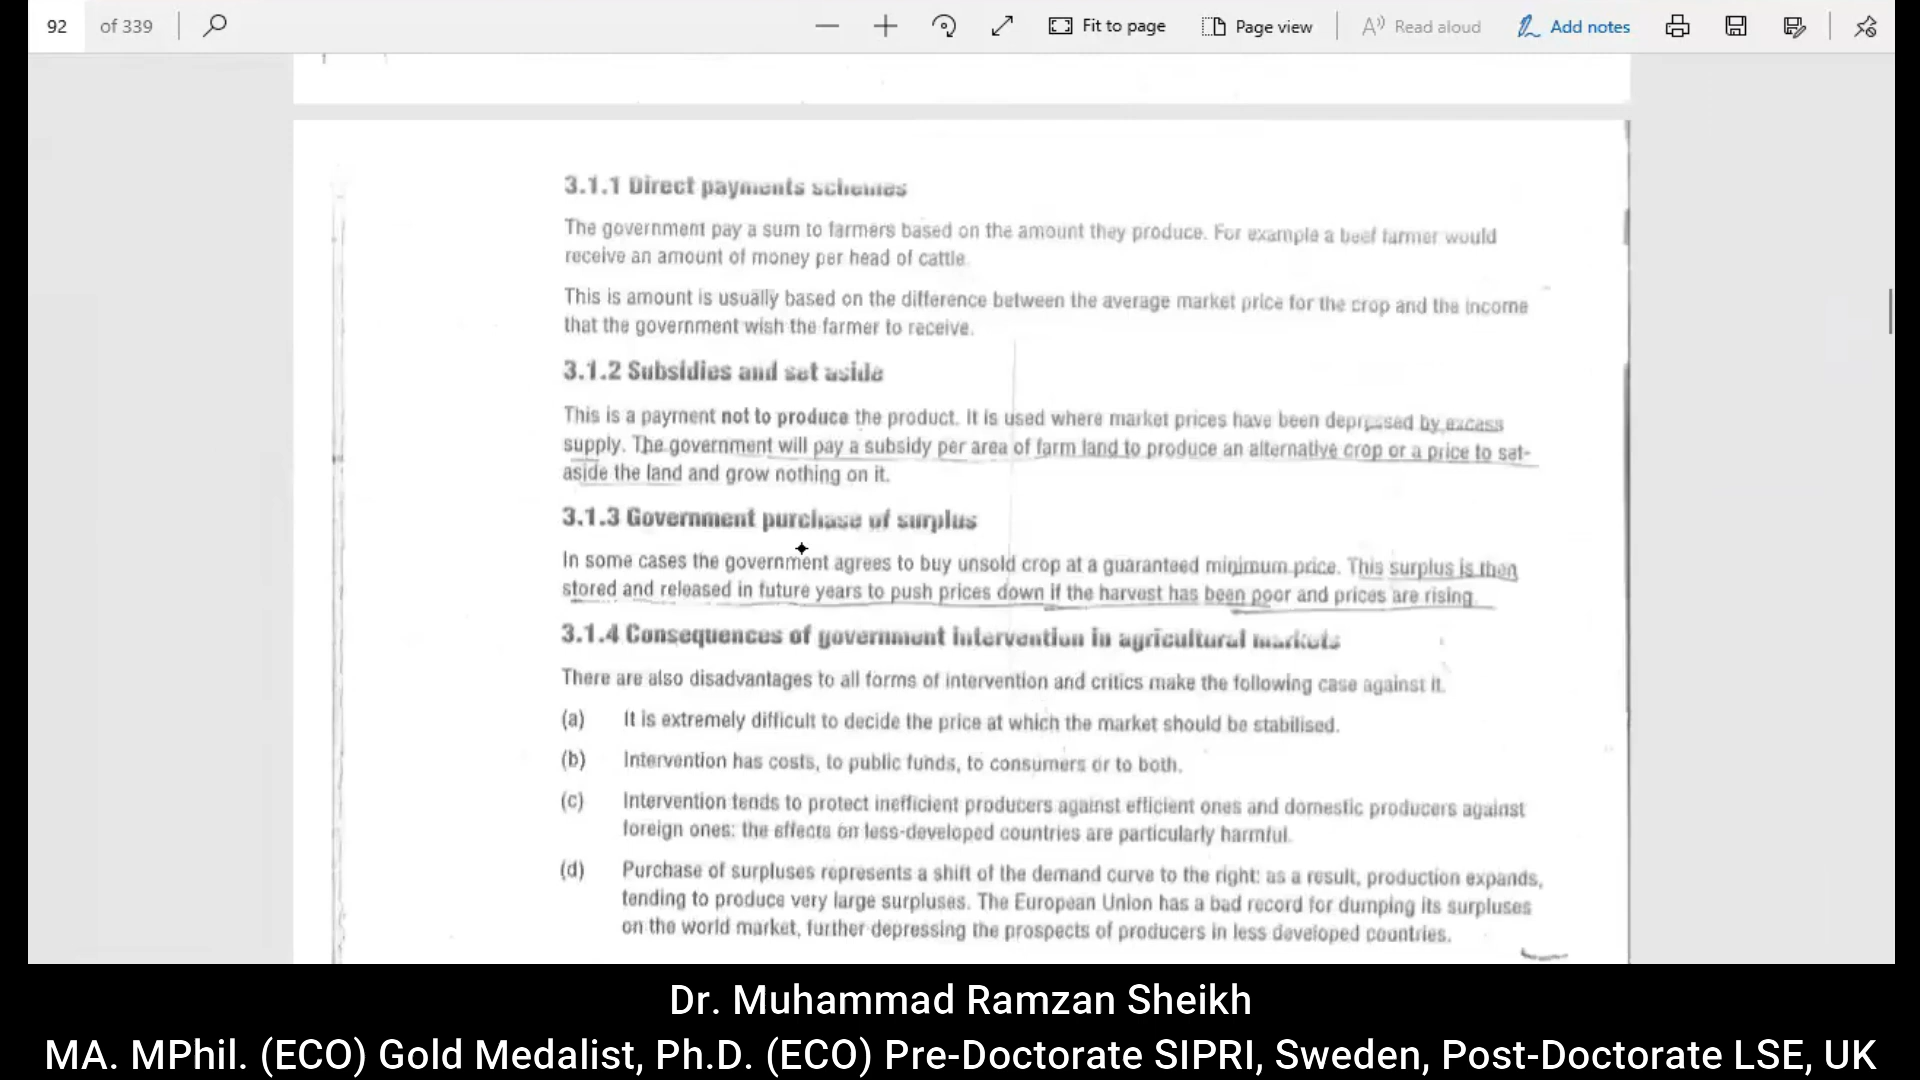 92 of 339
Fit to page
Page view
Read aloud
Add notes
3.1.1 Direct payments schemes
The government pay a sum to farmers based on the amount they produce. For example a beef farmer would
receive an amount of money per head of cattle.
This is amount is usually based on the difference between the average market price for the crop and the income
that the government wish the farmer to receive.
3.1.2 Subsidies and set aside
This is a payment not to produce the product. It is used where market prices have been depressed by excess
supply. The government will pay a subsidy per area of farm land to produce an alternative crop or a price to set-
aside the land and grow nothing on it.
3.1.3 Government purchase of surplus
In some cases the government agrees to buy unsold crop at a guaranteed minimum price. This surplus is then
stored and released in future years to push prices down if the harvest has been poor and prices are rising.
3.1.4 Consequences of government intervention in agricultural markets
There are also disadvantages to all forms of intervention and critics make the following case against it.
(a) It is extremely difficult to decide the price at which the market should be stabilised.
(b) Intervention has costs, to public funds, to consumers or to both.
(c) Intervention tends to protect inefficient producers against efficient ones and domestic producers against
foreign ones: the effects on less-developed countries are particularly harmful.
(d) Purchase of surpluses represents a shift of the demand curve to the right: as a result, production expands,
tending to produce very large surpluses. The European Union has a bad record for dumping its surpluses
on the world market, further depressing the prospects of producers in less developed countries.
Dr. Muhammad Ramzan Sheikh
MA. MPhil. (ECO) Gold Medalist, Ph.D. (ECO) Pre-Doctorate SIPRI, Sweden, Post-Doctorate LSE, UK